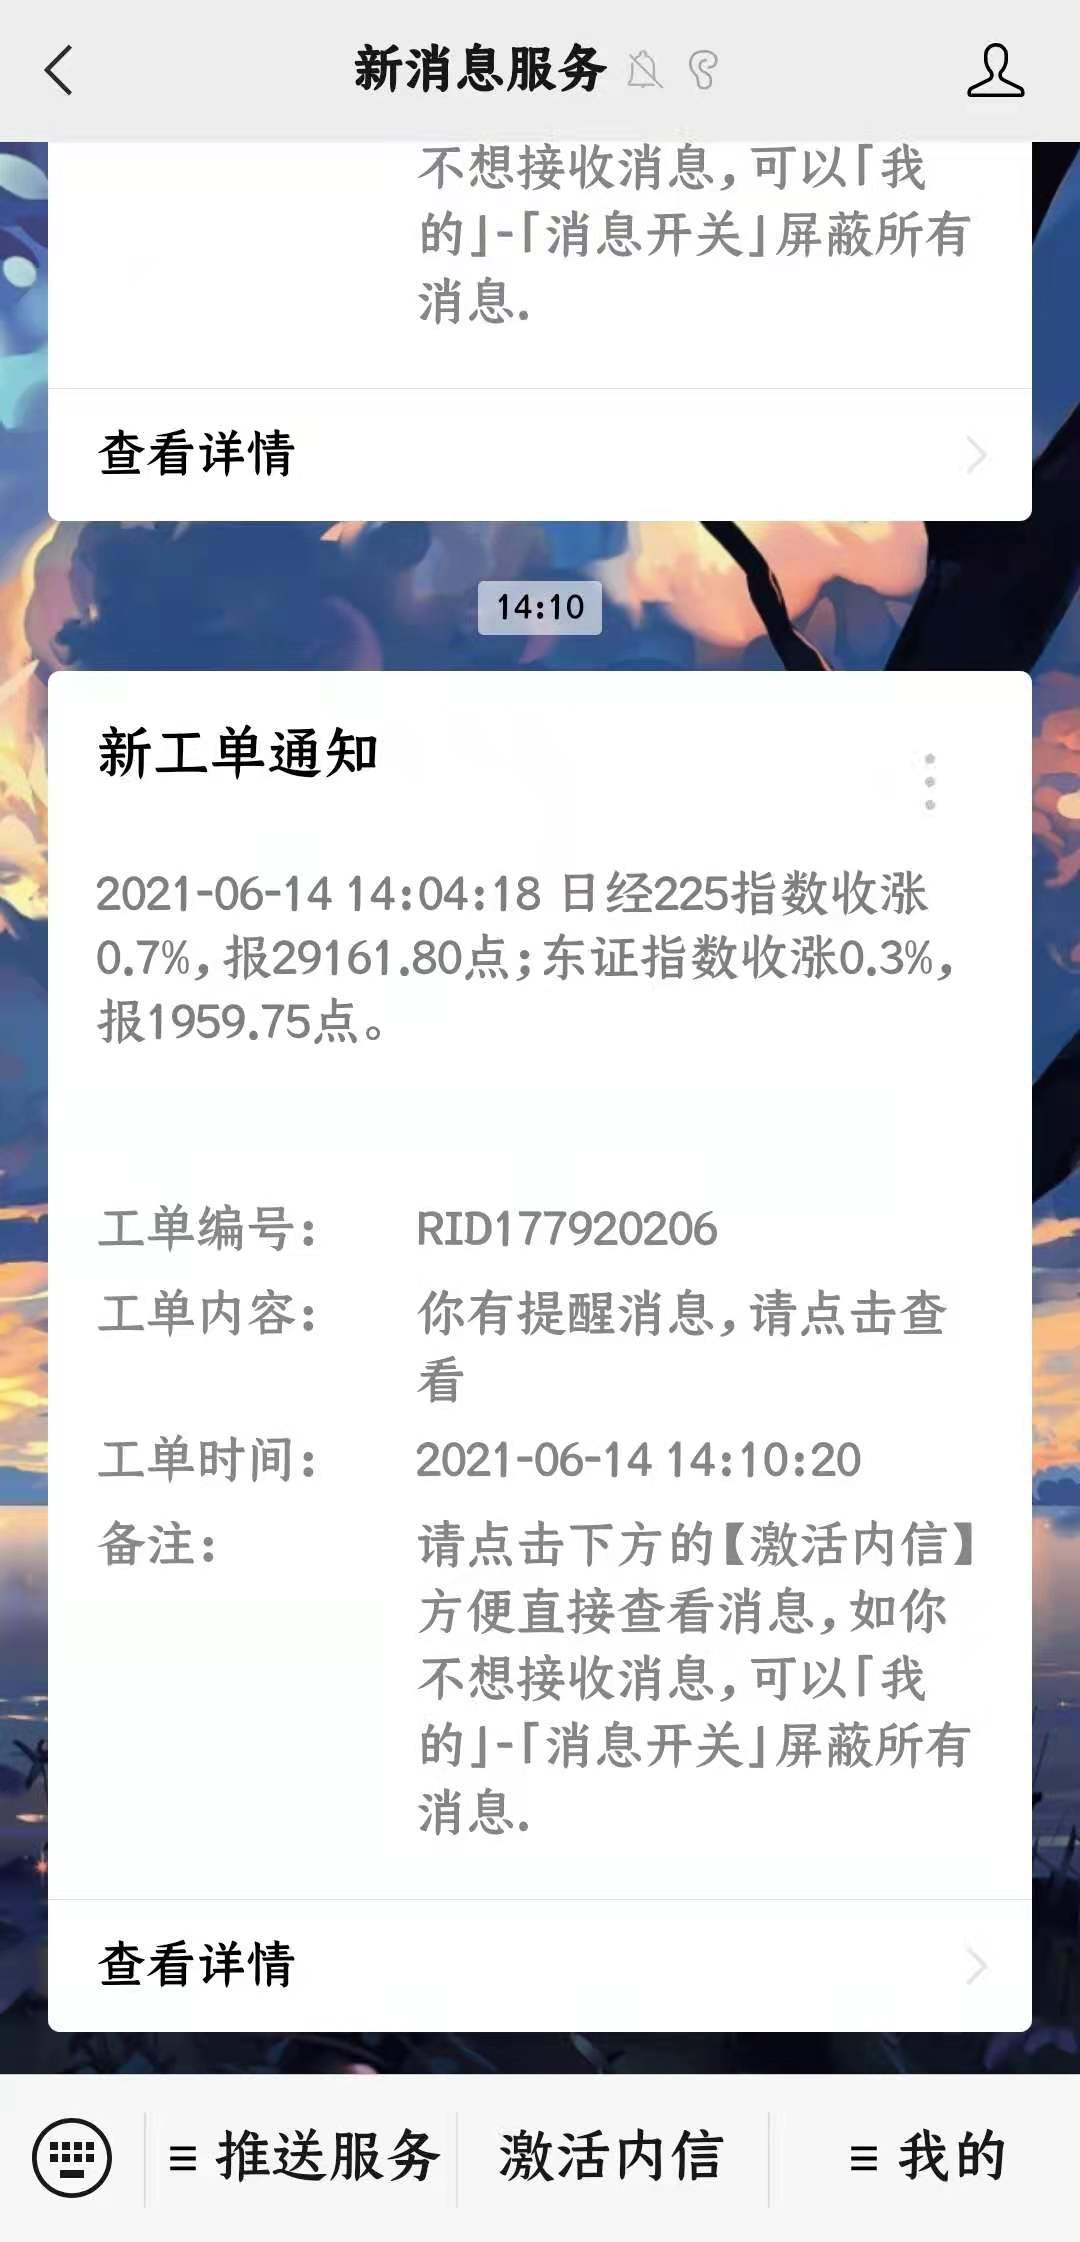 新消息服务
不想接收消息,可以「我
的」-「消息开关」屏蔽所有
消息.
查看详情
14:10
新工单通知
2021-06-14 14:04:18 日经225指数收涨
0.7%,报29161.80点;东证指数收涨0.3%,
报1959.75点。
工单编号: RID177920206
工单内容: 你有提醒消息,请点击查
看
工单时间: 2021-06-14 14:10:20
备注: 请点击下方的【激活内信】
方便直接查看消息,如你
不想接收消息,可以「我
的」-「消息开关」屏蔽所有
消息.
查看详情
推送服务 激活内信 我的